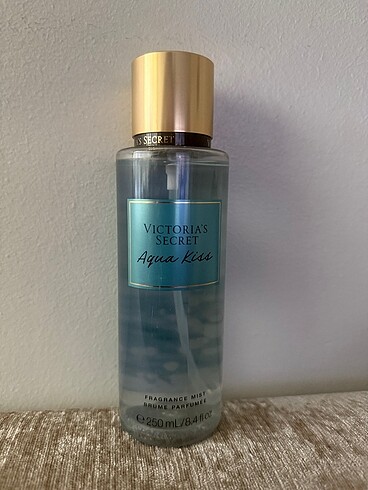 S SECRET
VICTORIA'S
SECRET
Aqua Kiss
FRAGRANCE MIST
BRUME PARFUMÉE
℮ 250 mL/8.4 fl oz